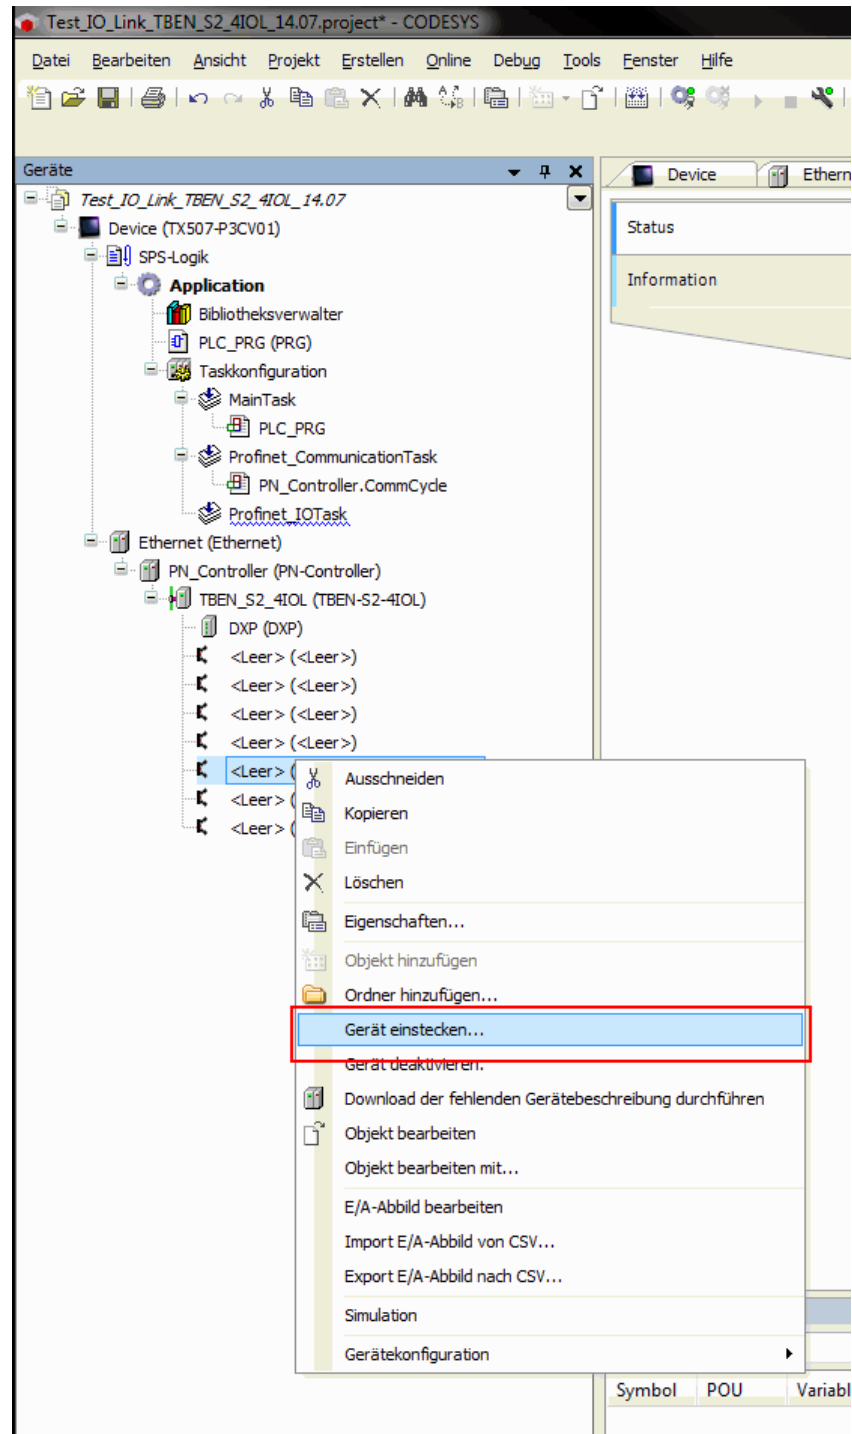 Test_IO_Link_TBEN_S2_4IOL_14.07.project* - CODESYS
Datei Bearbeiten Ansicht Projekt Erstellen Online Debug Tools Fenster Hilfe
Geräte
Test_IO_Link_TBEN_S2_4IOL_14.07
Device (TX507-P3CV01)
SPS-Logik
Application
Bibliotheksverwalter
PLC_PRG (PRG)
Taskkonfiguration
MainTask
PLC_PRG
Profinet_CommunicationTask
PN_Controller.CommCycle
Profinet_IOTask
Ethernet (Ethernet)
PN_Controller (PN-Controller)
TBEN_S2_4IOL (TBEN-S2-4IOL)
DXP (DXP)
<Leer> (<Leer>)
<Leer> (<Leer>)
<Leer> (<Leer>)
<Leer> (<Leer>)
<Leer> (
<Leer> (
<Leer> (
Ausschneiden
Kopieren
Einfügen
Löschen
Eigenschaften...
Objekt hinzufügen
Ordner hinzufügen...
Gerät einstecken...
Gerät deaktivieren.
Download der fehlenden Gerätebeschreibung durchführen
Objekt bearbeiten
Objekt bearbeiten mit...
E/A-Abbild bearbeiten
Import E/A-Abbild von CSV...
Export E/A-Abbild nach CSV...
Simulation
Gerätekonfiguration
Device Ethern
Status
Information
Symbol POU Variabl